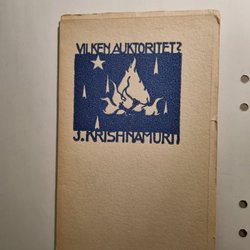 VILKEN AUKTORITET?
J. KRISHNAMURTI